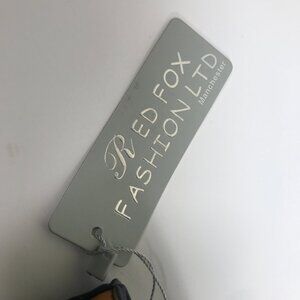 RED FOX
FASHION LTD
Manchester